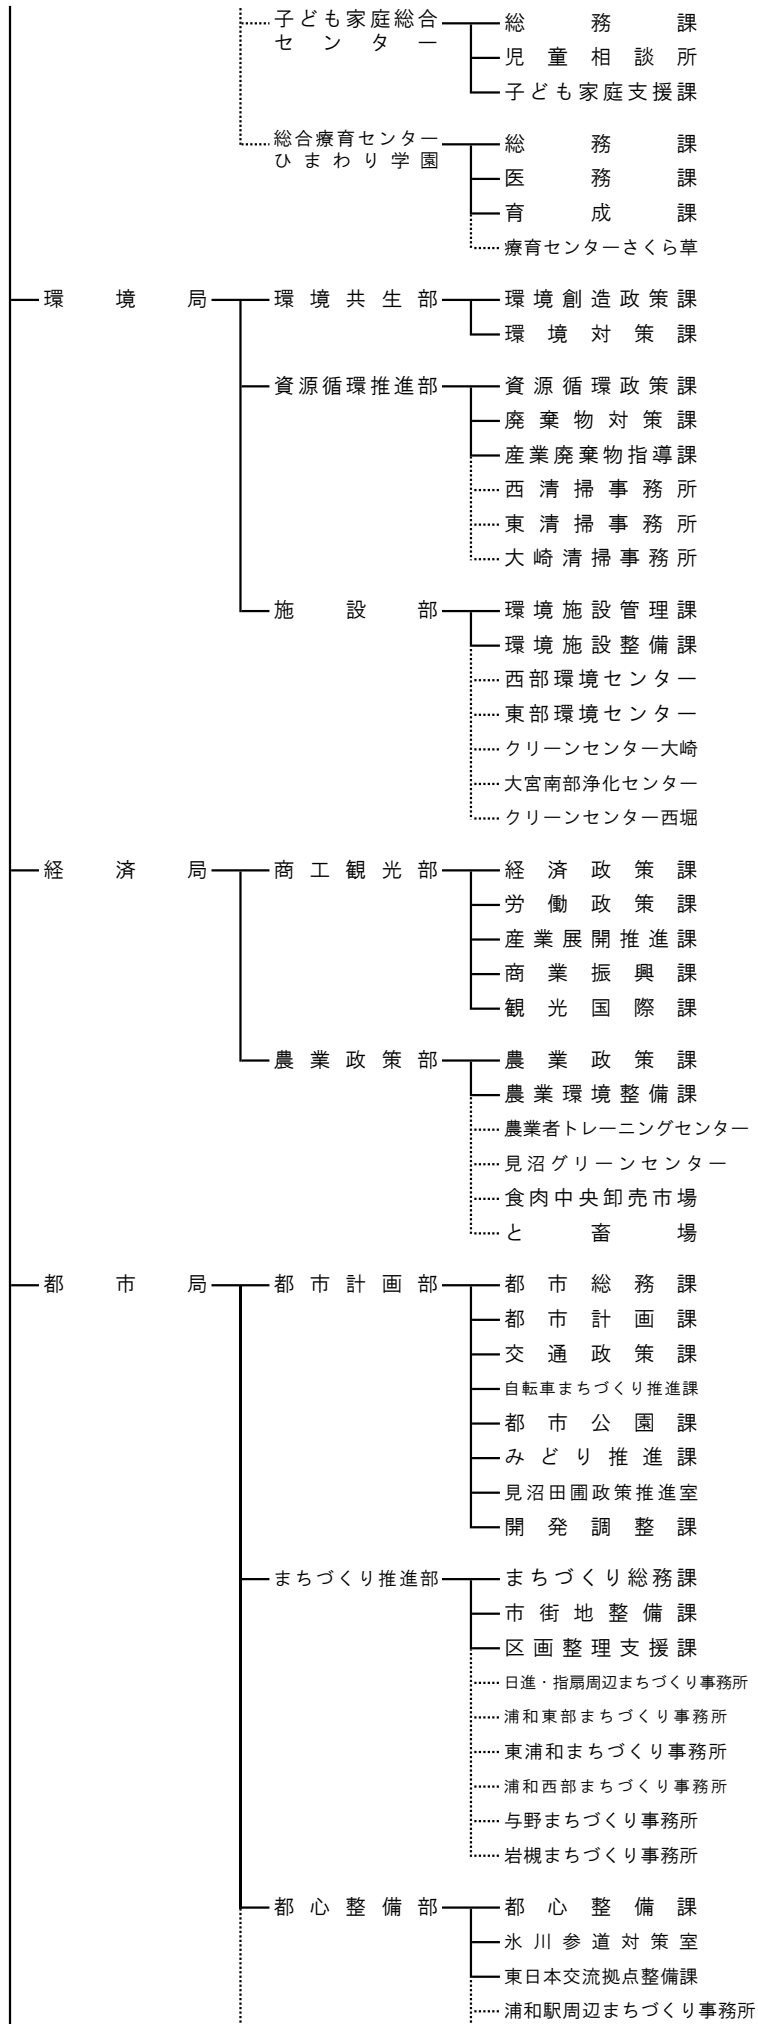 子ども家庭総合センター 総務課
児童相談所
子ども家庭支援課
総合療育センターひまわり学園 総務課
医務課
育成課
療育センターさくら草
環境局 環境共生部 環境創造政策課
環境対策課
資源循環推進部 資源循環政策課
廃棄物対策課
産業廃棄物指導課
西清掃事務所
東清掃事務所
大崎清掃事務所
施設部 環境施設管理課
環境施設整備課
西部環境センター
東部環境センター
クリーンセンター大崎
大宮南部浄化センター
クリーンセンター西堀
経済局 商工観光部 経済政策課
労働政策課
産業展開推進課
商業振興課
観光国際課
農業政策部 農業政策課
農業環境整備課
農業者トレーニングセンター
見沼グリーンセンター
食肉中央卸売市場
と畜場
都市局 都市計画部 都市総務課
都市計画課
交通政策課
自転車まちづくり推進課
都市公園課
みどり推進課
見沼田圃政策推進室
開発調整課
まちづくり推進部 まちづくり総務課
市街地整備課
区画整理支援課
日進・指扇周辺まちづくり事務所
浦和東部まちづくり事務所
東浦和まちづくり事務所
浦和西部まちづくり事務所
与野まちづくり事務所
岩槻まちづくり事務所
都心整備部 都心整備課
氷川参道対策室
東日本交流拠点整備課
浦和駅周辺まちづくり事務所